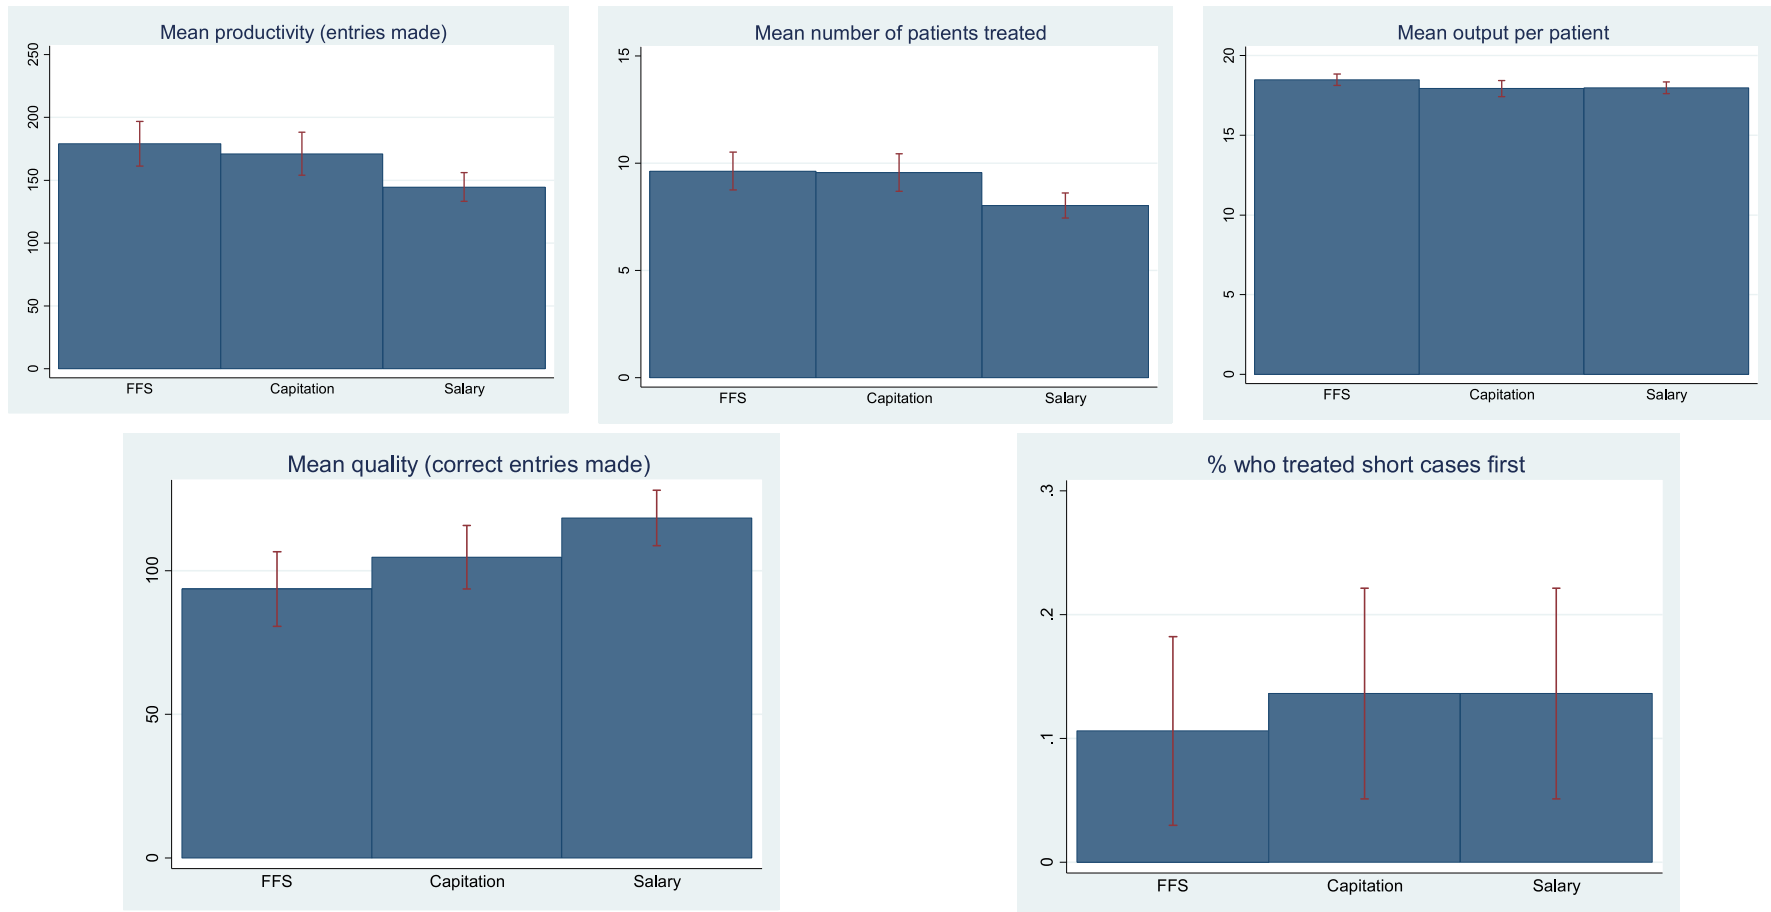 Mean productivity (entries made)
250
200
150
100
50
0
FFS Capitation Salary
Mean number of patients treated
15
10
5
0
FFS Capitation Salary
Mean output per patient
20
15
10
5
0
FFS Capitation Salary
Mean quality (correct entries made)
100
50
0
FFS Capitation Salary
% who treated short cases first
.3
.2
.1
0
FFS Capitation Salary